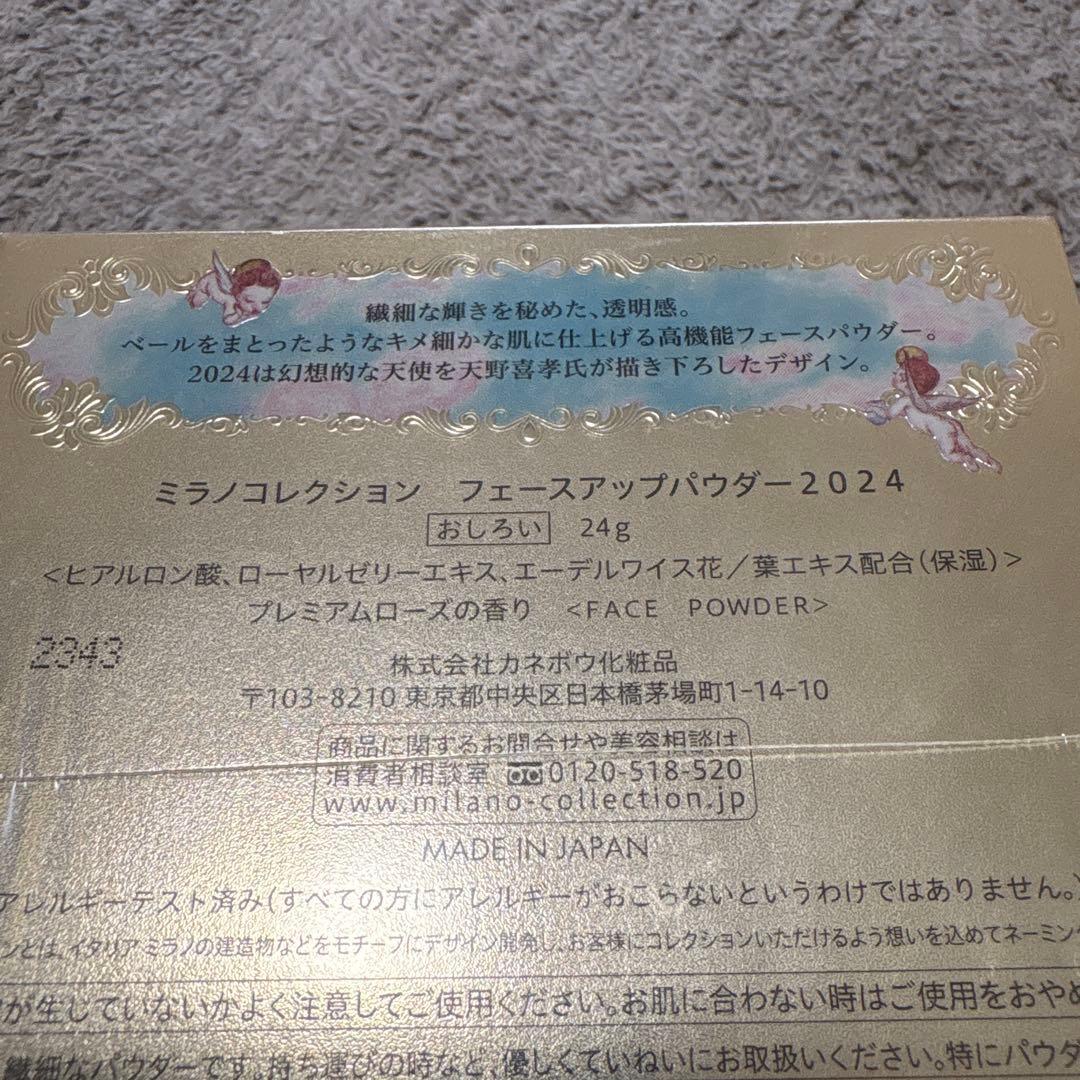 繊細な輝きを秘めた、透明感。
ベールをまとったようなキメ細かな肌に仕上げる高機能フェースパウダー。
2024は幻想的な天使を天野喜孝氏が描き下ろしたデザイン。
ミラノコレクション　フェースアップパウダー2024
おしろい　24g
<ヒアルロン酸、ローヤルゼリーエキス、エーデルワイス花／葉エキス配合（保湿）>
プレミアムローズの香り　<FACE POWDER>
2343
株式会社カネボウ化粧品
〒103-8210 東京都中央区日本橋茅場町1-14-10
商品に関するお問合せや美容相談は
消費者相談室 0120-518-520
www.milano-collection.jp
MADE IN JAPAN
アレルギーテスト済み（すべての方にアレルギーがおこらないというわけではありません。）
ンとは、イタリア ミラノの建造物などをモチーフにデザイン開発し、お客様にコレクションいただけるよう想いを込めてネーミン
が生じていないかよく注意してご使用ください。お肌に合わない時はご使用をおやめ
繊細なパウダーです。持ち運びの時など、優しくていねいにお取扱いください。特にパウダ